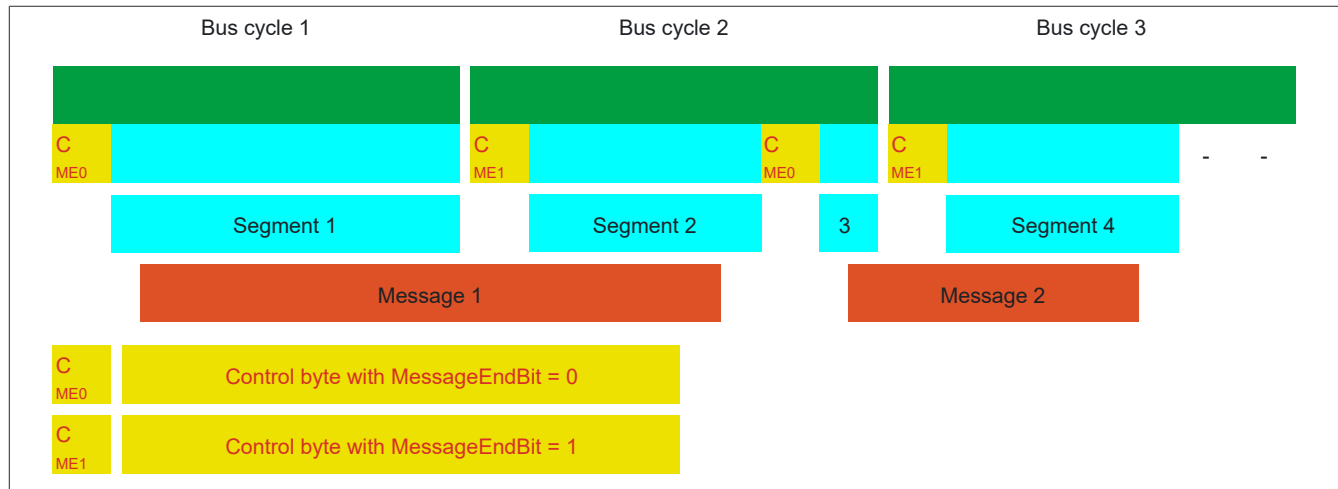 Bus cycle 1 Bus cycle 2 Bus cycle 3
C C C C
ME0 ME1 ME0 ME1 - -
Segment 1 Segment 2 3 Segment 4
Message 1 Message 2
C
ME0 Control byte with MessageEndBit = 0
C
ME1 Control byte with MessageEndBit = 1